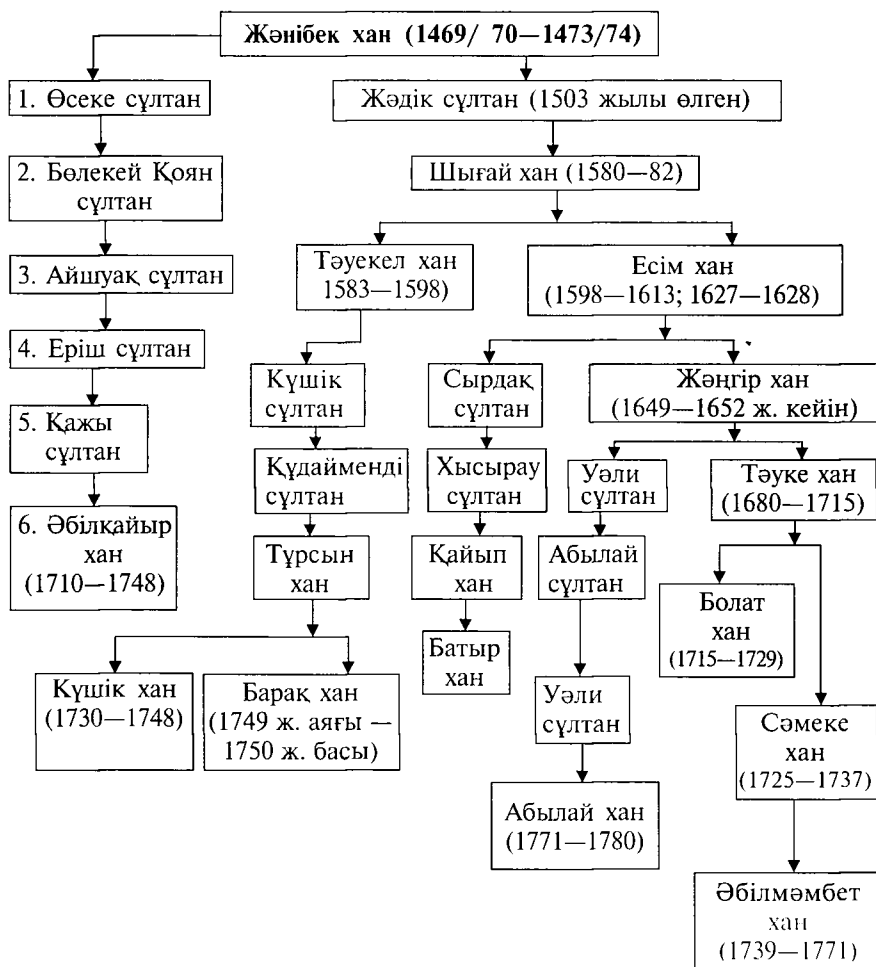 Жәнібек хан (1469/ 70—1473/74)
1. Өсеке сұлтан
Жәдік сұлтан (1503 жылы өлген)
2. Бөлекей Қоян
сұлтан
Шығай хан (1580—82)
3. Айшуақ сұлтан
Тәуекел хан
1583—1598)
Есім хан
(1598—1613; 1627—1628)
4. Еріш сұлтан
Күшік
сұлтан
Сырдақ
сұлтан
Жәңгір хан
(1649—1652 ж. кейін)
5. Қажы
сұлтан
Құдайменді
сұлтан
Хысырау
сұлтан
Уәли
сұлтан
Тәуке хан
(1680—1715)
6. Әбілқайыр
хан
(1710—1748)
Тұрсын
хан
Қайып
хан
Абылай
сұлтан
Болат
хан
(1715—1729)
Күшік хан
(1730—1748)
Барақ хан
(1749 ж. аяғы —
1750 ж. басы)
Батыр
хан
Уәли
сұлтан
Сәмеке
хан
(1725—1737)
Абылай хан
(1771—1780)
Әбілмәмбет
хан
(1739—1771)